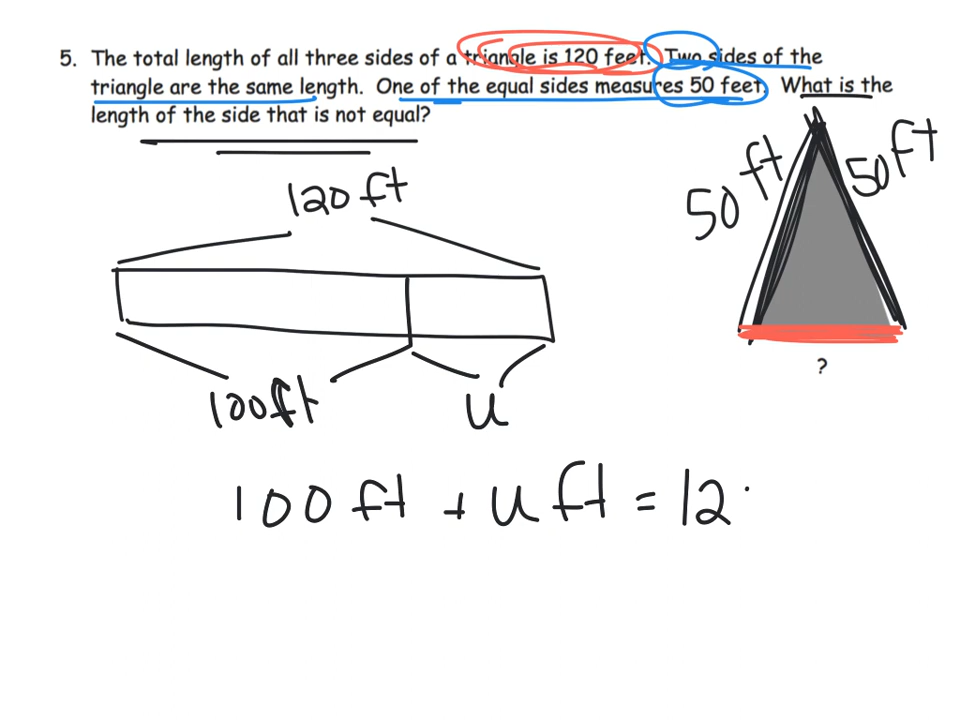 5. The total length of all three sides of a triangle is 120 feet. Two sides of the
triangle are the same length. One of the equal sides measures 50 feet. What is the
length of the side that is not equal?
120 ft
50 ft
50 ft
100 ft
u
?
100 ft + u ft = 12